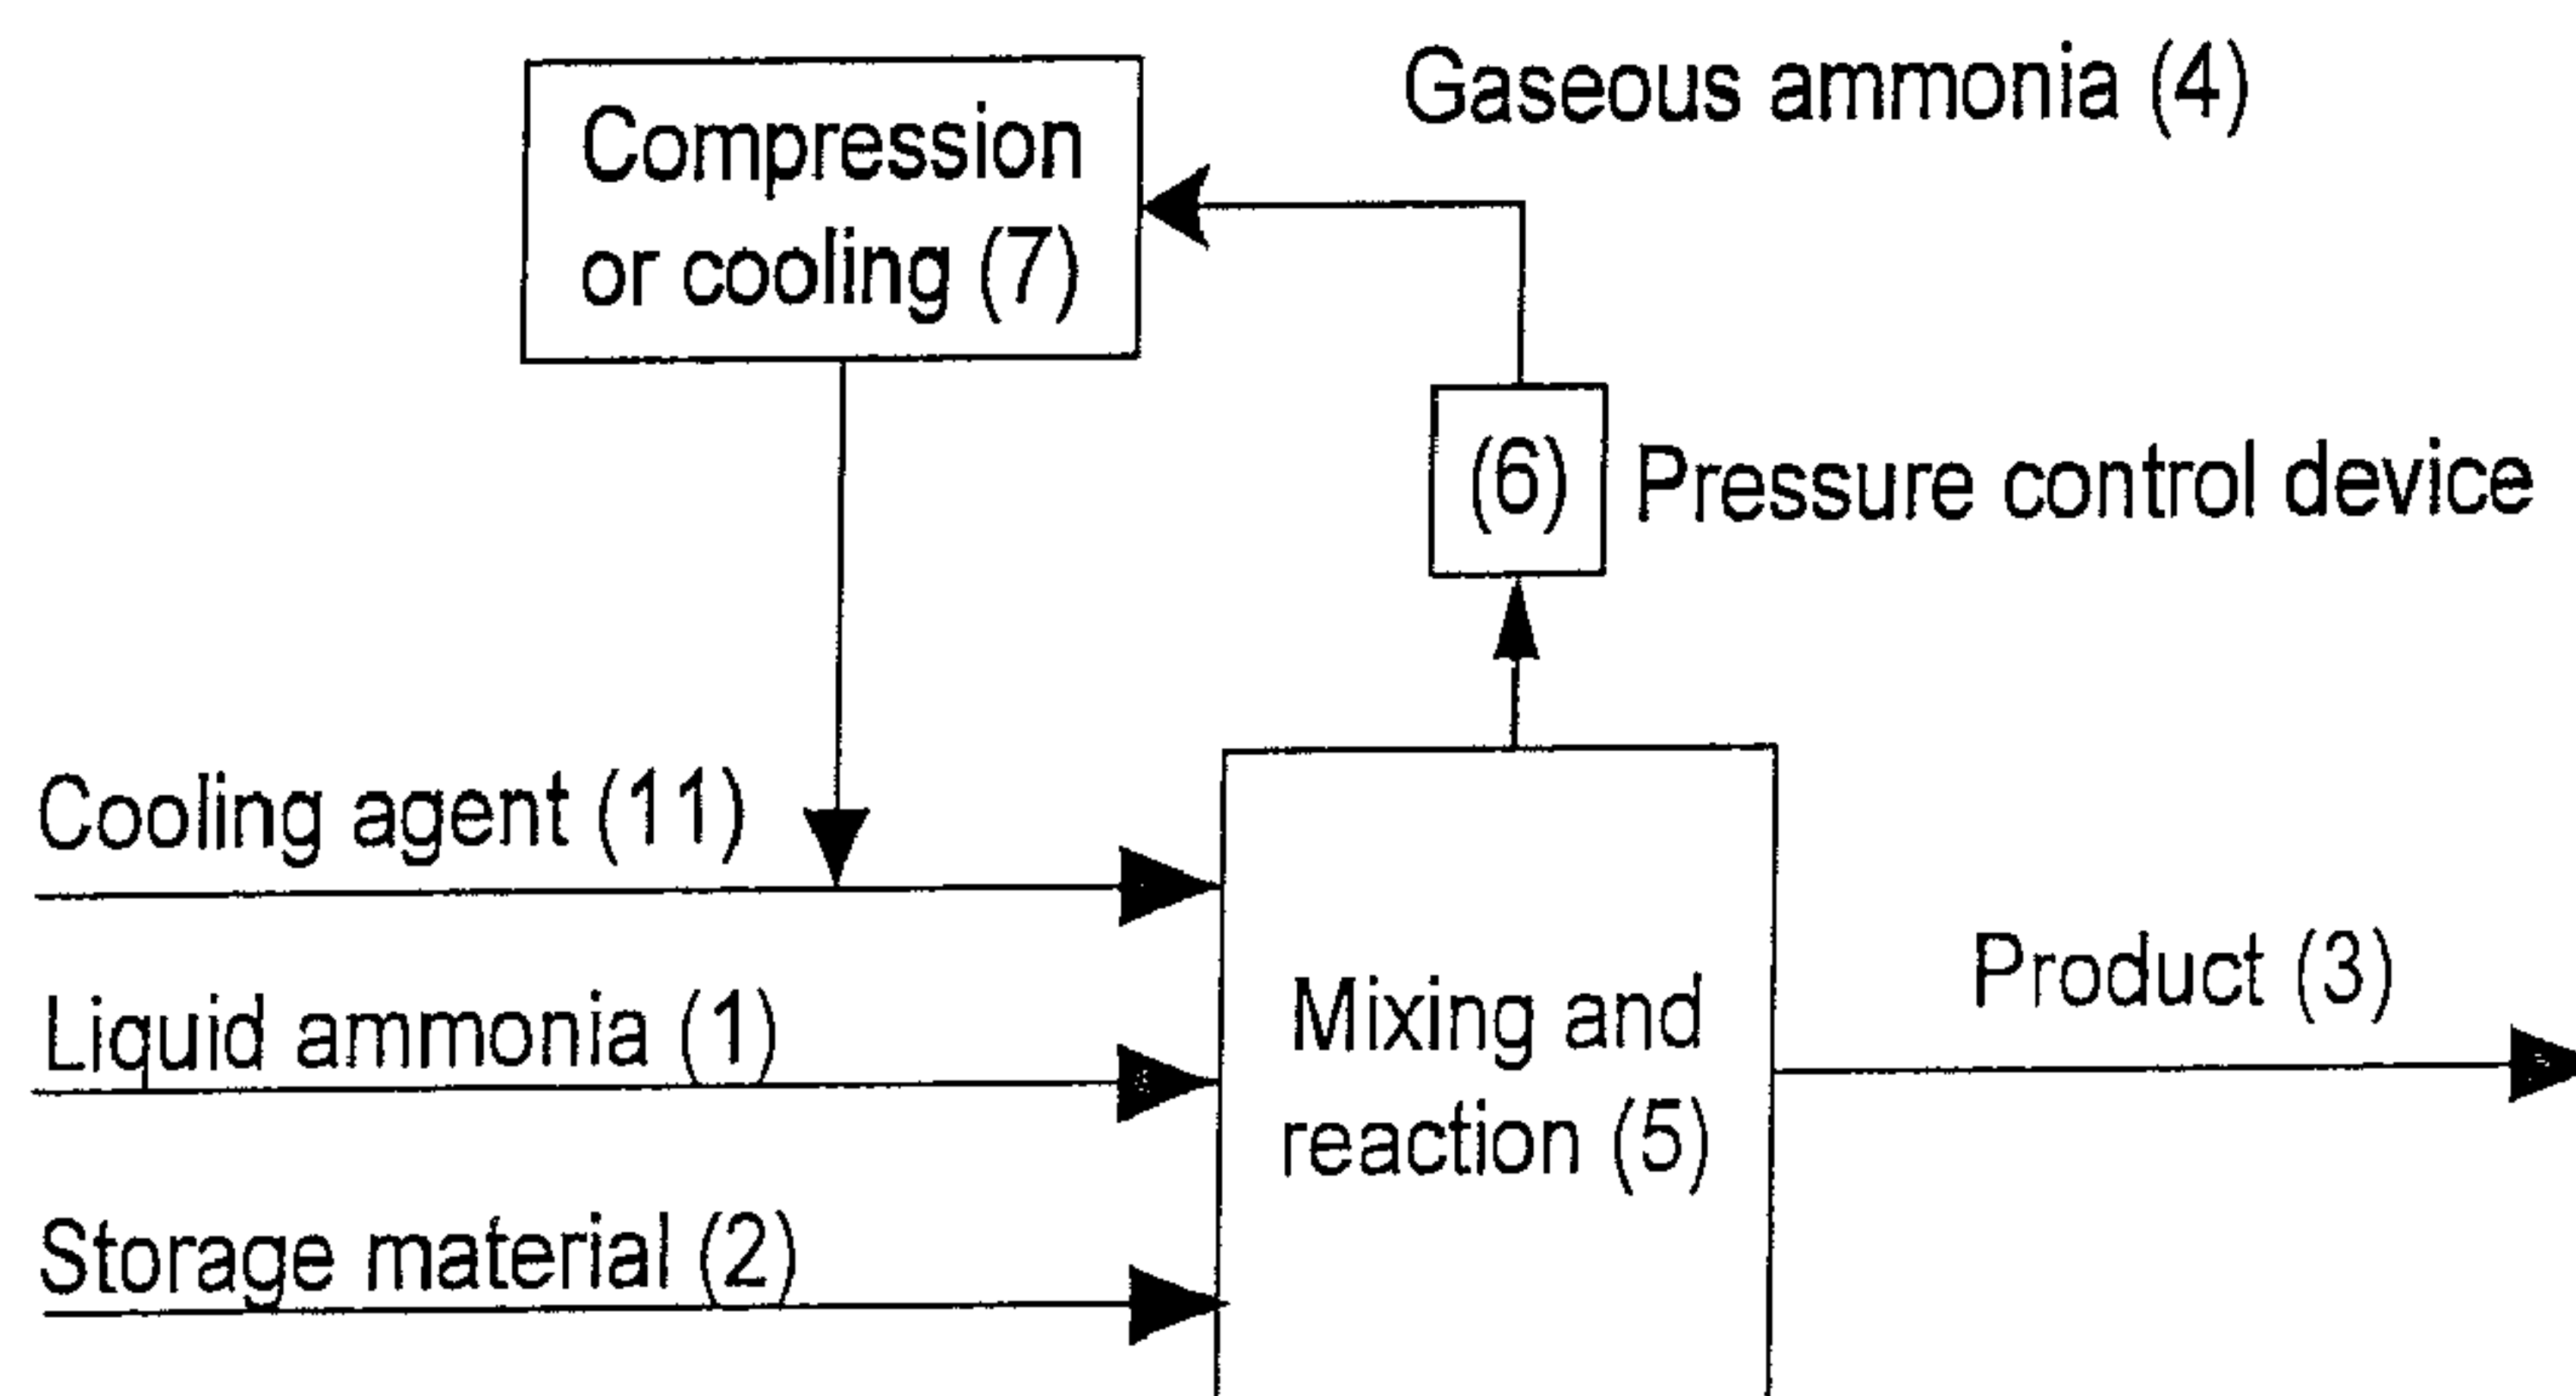 Compression
or cooling (7)
Gaseous ammonia (4)
(6)
Pressure control device
Cooling agent (11)
Liquid ammonia (1)
Storage material (2)
Mixing and
reaction (5)
Product (3)